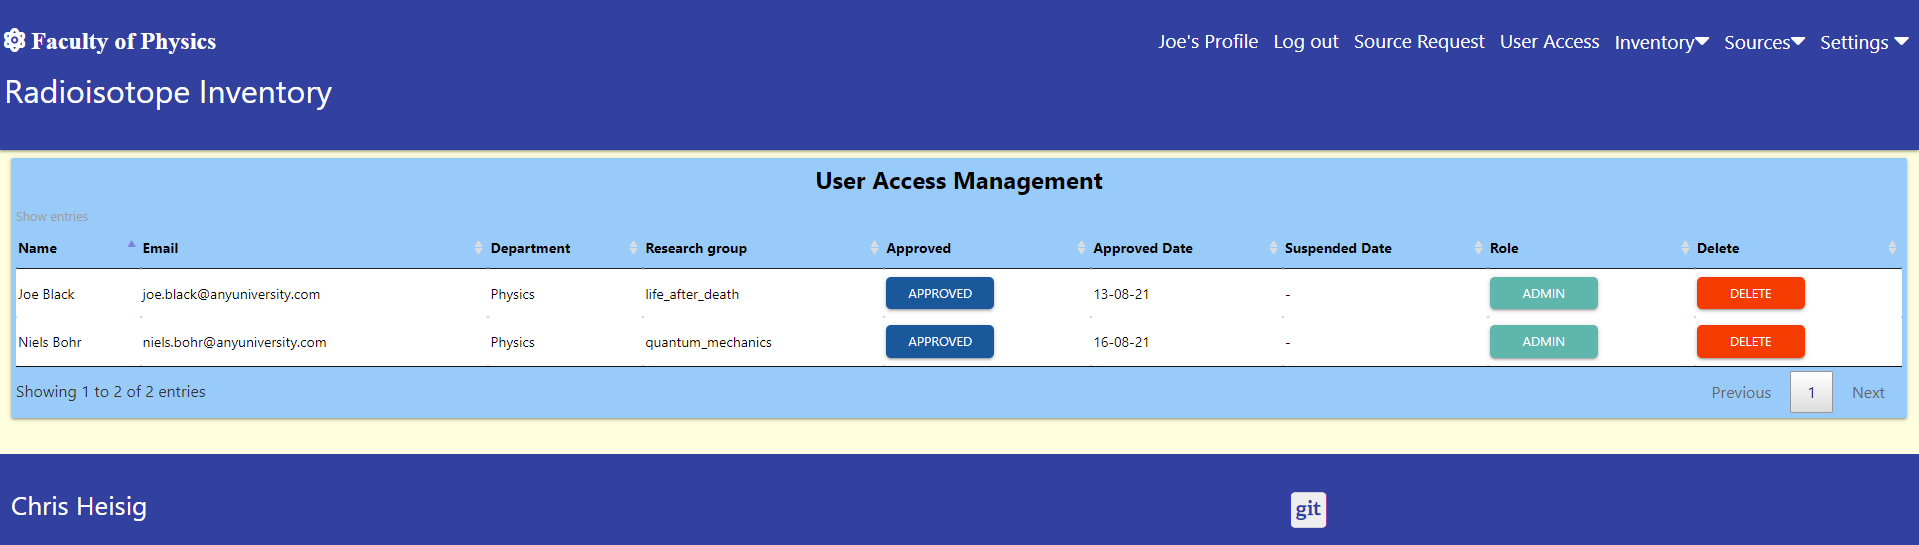 Faculty of Physics
Joe's Profile Log out Source Request User Access Inventory Sources Settings
Radioisotope Inventory
User Access Management
Show entries
Name Email Department Research group Approved Approved Date Suspended Date Role Delete
Joe Black joe.black@anyuniversity.com Physics life_after_death APPROVED 13-08-21 - ADMIN DELETE
Niels Bohr niels.bohr@anyuniversity.com Physics quantum_mechanics APPROVED 16-08-21 - ADMIN DELETE
Showing 1 to 2 of 2 entries
Previous 1 Next
Chris Heisig
git